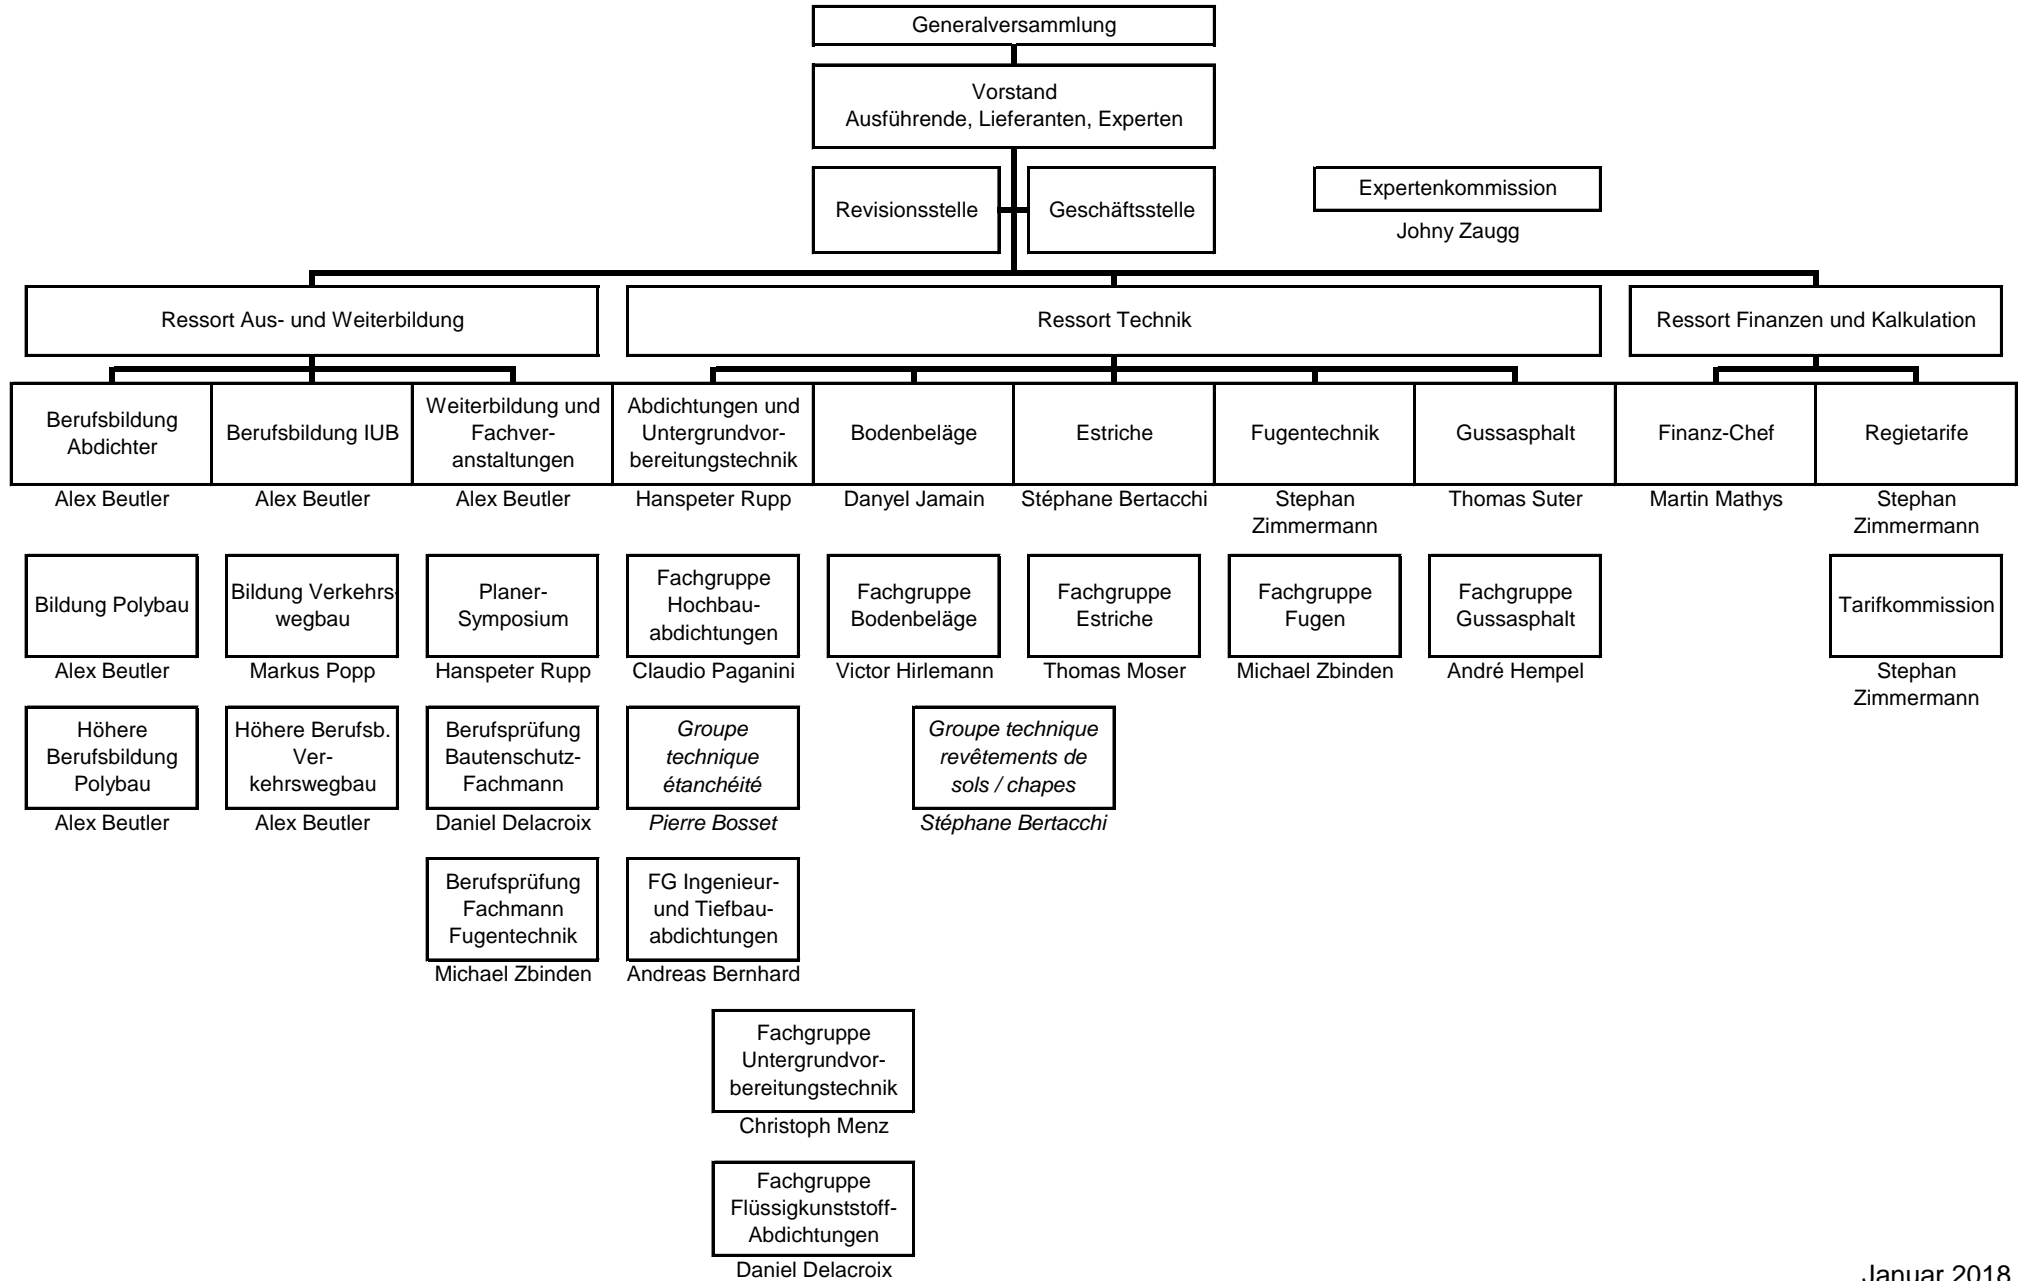 Generalversammlung
Vorstand
Ausführende, Lieferanten, Experten
Revisionsstelle
Geschäftsstelle
Expertenkommission
Johny Zaugg
Ressort Aus- und Weiterbildung
Ressort Technik
Ressort Finanzen und Kalkulation
Berufsbildung
Abdichter
Alex Beutler
Berufsbildung IUB
Alex Beutler
Weiterbildung und
Fachver-
anstaltungen
Alex Beutler
Abdichtungen und
Untergrundvor-
bereitungstechnik
Hanspeter Rupp
Bodenbeläge
Danyel Jamain
Estriche
Stéphane Bertacchi
Fugentechnik
Stephan
Zimmermann
Gussasphalt
Thomas Suter
Finanz-Chef
Martin Mathys
Regietarife
Stephan
Zimmermann
Bildung Polybau
Alex Beutler
Bildung Verkehrs-
wegbau
Markus Popp
Planer-
Symposium
Hanspeter Rupp
Fachgruppe
Hochbau-
abdichtungen
Claudio Paganini
Fachgruppe
Bodenbeläge
Victor Hirlemann
Fachgruppe
Estriche
Thomas Moser
Fachgruppe
Fugen
Michael Zbinden
Fachgruppe
Gussasphalt
André Hempel
Tarifkommission
Stephan
Zimmermann
Höhere
Berufsbildung
Polybau
Alex Beutler
Höhere Berufsb.
Ver-
kehrswegbau
Alex Beutler
Berufsprüfung
Bautenschutz-
Fachmann
Daniel Delacroix
Groupe
technique
étanchéité
Pierre Bosset
Groupe technique
revêtements de
sols / chapes
Stéphane Bertacchi
Berufsprüfung
Fachmann
Fugentechnik
Michael Zbinden
FG Ingenieur-
und Tiefbau-
abdichtungen
Andreas Bernhard
Fachgruppe
Untergrundvor-
bereitungstechnik
Christoph Menz
Fachgruppe
Flüssigkunststoff-
Abdichtungen
Daniel Delacroix
Januar 2018